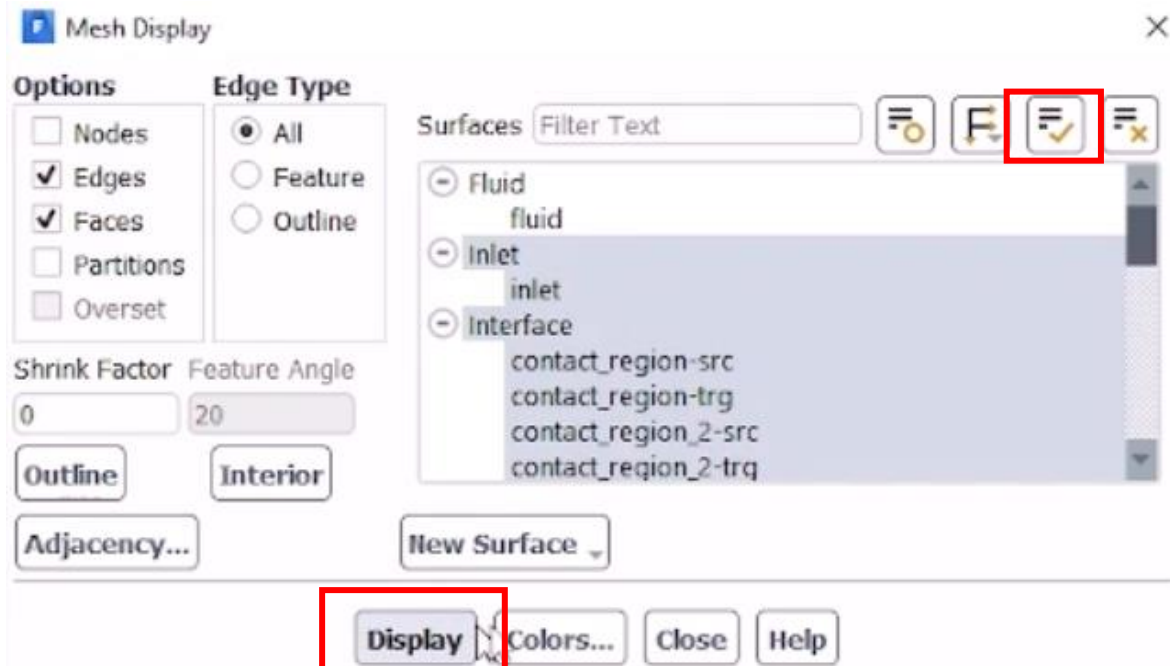 Mesh Display
Options
Edge Type
Nodes
Edges
Faces
Partitions
Overset
All
Feature
Outline
Shrink Factor
Feature Angle
0
20
Outline
Interior
Adjacency...
Surfaces
Filter Text
Fluid
fluid
Inlet
inlet
Interface
contact_region-src
contact_region-trg
contact_region_2-src
contact_region_2-trg
New Surface
Display
Colors...
Close
Help